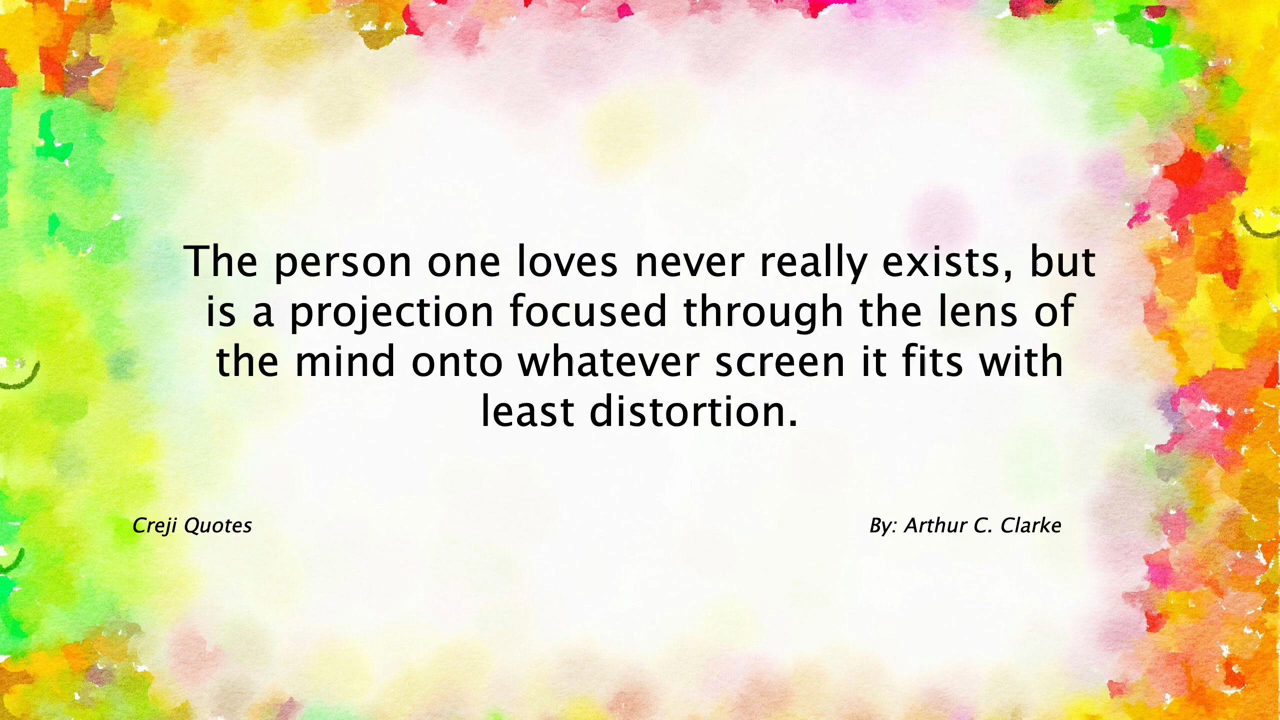 The person one loves never really exists, but
is a projection focused through the lens of
the mind onto whatever screen it fits with
least distortion.
Creji Quotes
By: Arthur C. Clarke